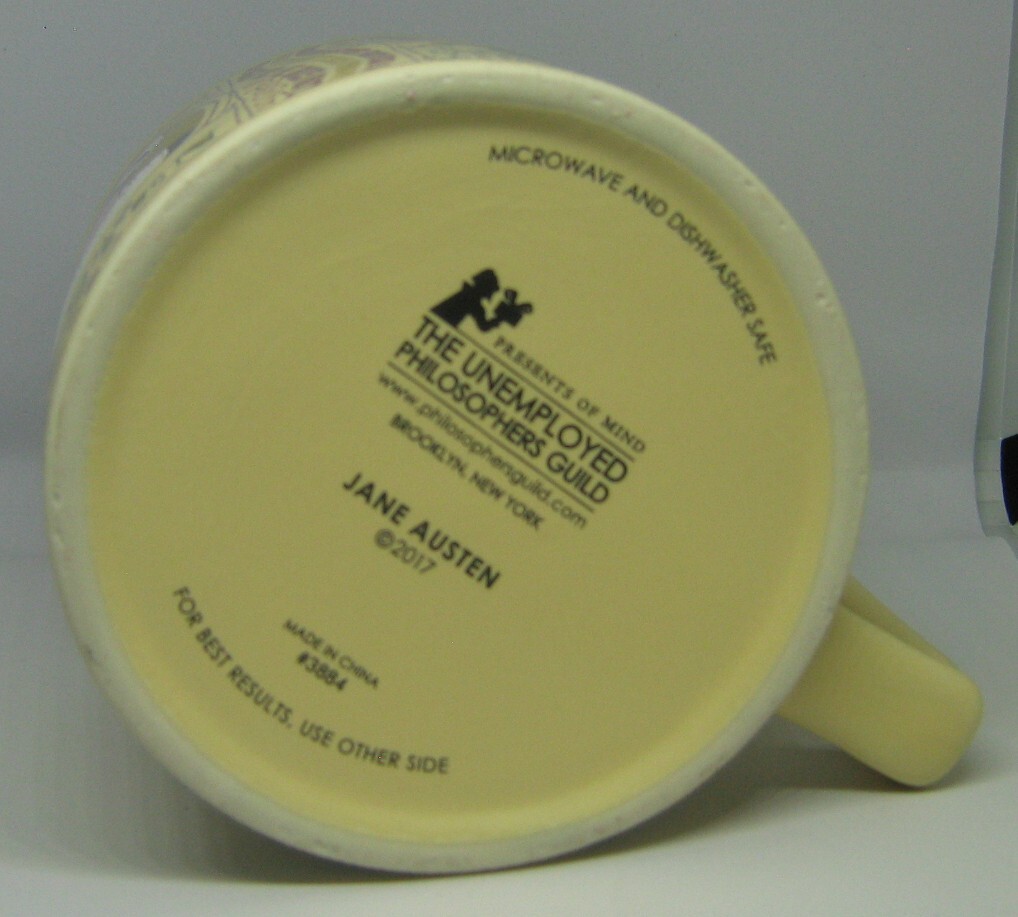 MICROWAVE AND DISHWASHER SAFE
PRESENTS OF MIND
THE UNEMPLOYED
PHILOSOPHERS GUILD
www.philosophersguild.com
BROOKLYN, NEW YORK
JANE AUSTEN
©2017
MADE IN CHINA
#3884
FOR BEST RESULTS, USE OTHER SIDE